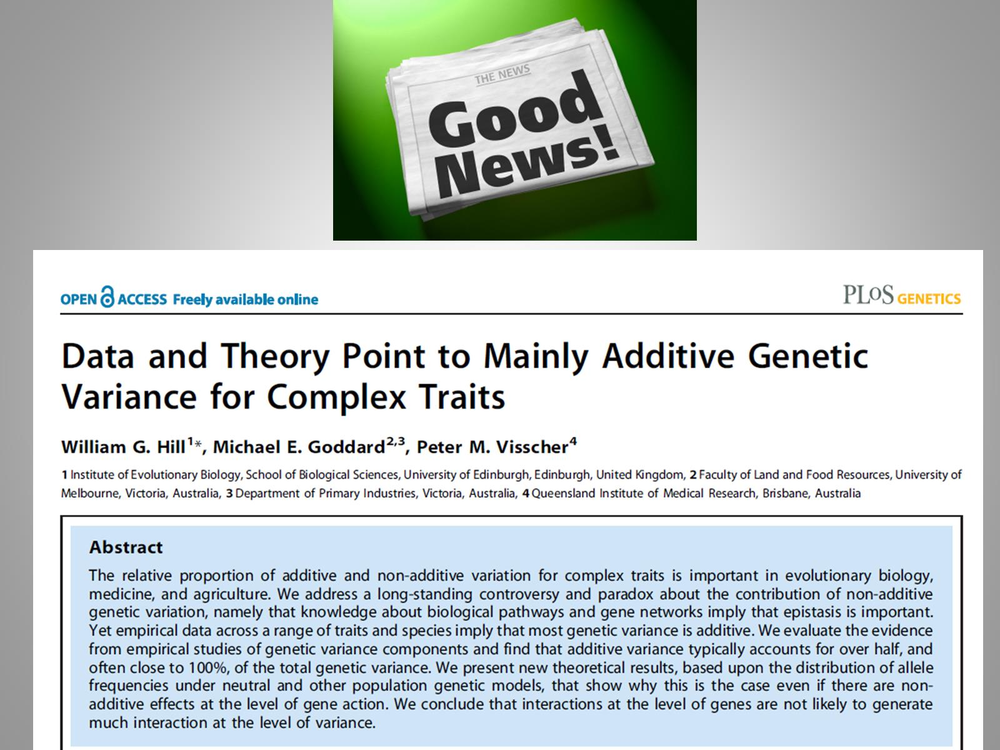 THE NEWS
Good
News!
OPEN ACCESS Freely available online
PLoS GENETICS
Data and Theory Point to Mainly Additive Genetic
Variance for Complex Traits
William G. Hill1*, Michael E. Goddard2,3, Peter M. Visscher4
1 Institute of Evolutionary Biology, School of Biological Sciences, University of Edinburgh, Edinburgh, United Kingdom, 2 Faculty of Land and Food Resources, University of
Melbourne, Victoria, Australia, 3 Department of Primary Industries, Victoria, Australia, 4 Queensland Institute of Medical Research, Brisbane, Australia
Abstract
The relative proportion of additive and non-additive variation for complex traits is important in evolutionary biology,
medicine, and agriculture. We address a long-standing controversy and paradox about the contribution of non-additive
genetic variation, namely that knowledge about biological pathways and gene networks imply that epistasis is important.
Yet empirical data across a range of traits and species imply that most genetic variance is additive. We evaluate the evidence
from empirical studies of genetic variance components and find that additive variance typically accounts for over half, and
often close to 100%, of the total genetic variance. We present new theoretical results, based upon the distribution of allele
frequencies under neutral and other population genetic models, that show why this is the case even if there are non-
additive effects at the level of gene action. We conclude that interactions at the level of genes are not likely to generate
much interaction at the level of variance.